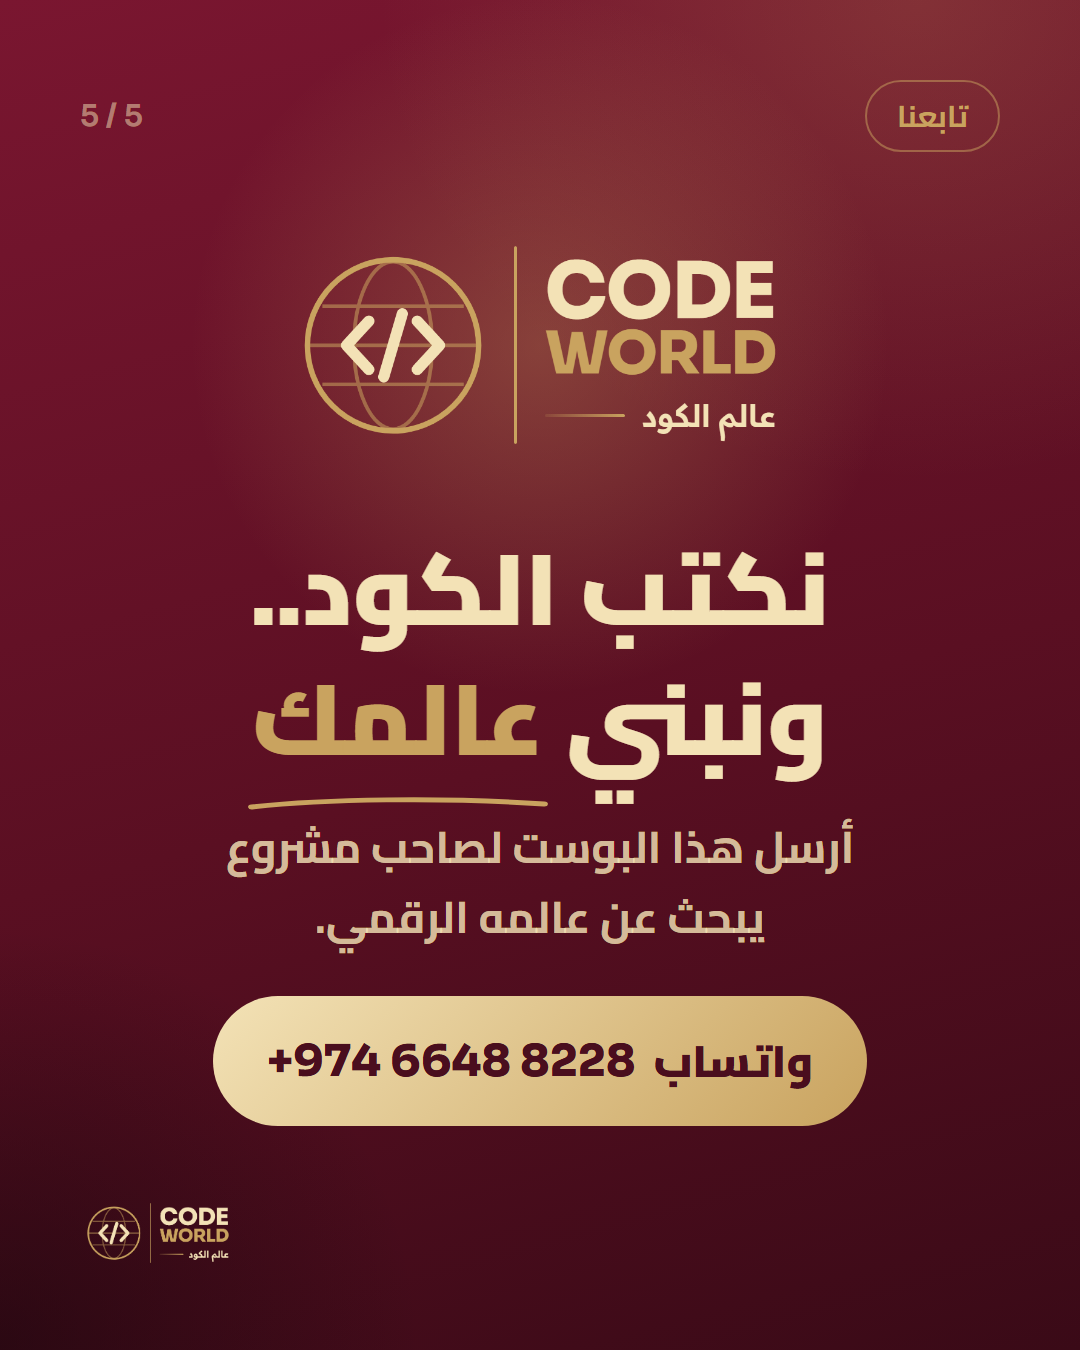 5 / 5
تابعنا
</>
CODE
WORLD
عالم الكود
نكتب الكود..
ونبني عالمك
أرسل هذا البوست لصاحب مشروع
يبحث عن عالمه الرقمي.
واتساب +974 6648 8228
</>
CODE
WORLD
عالم الكود